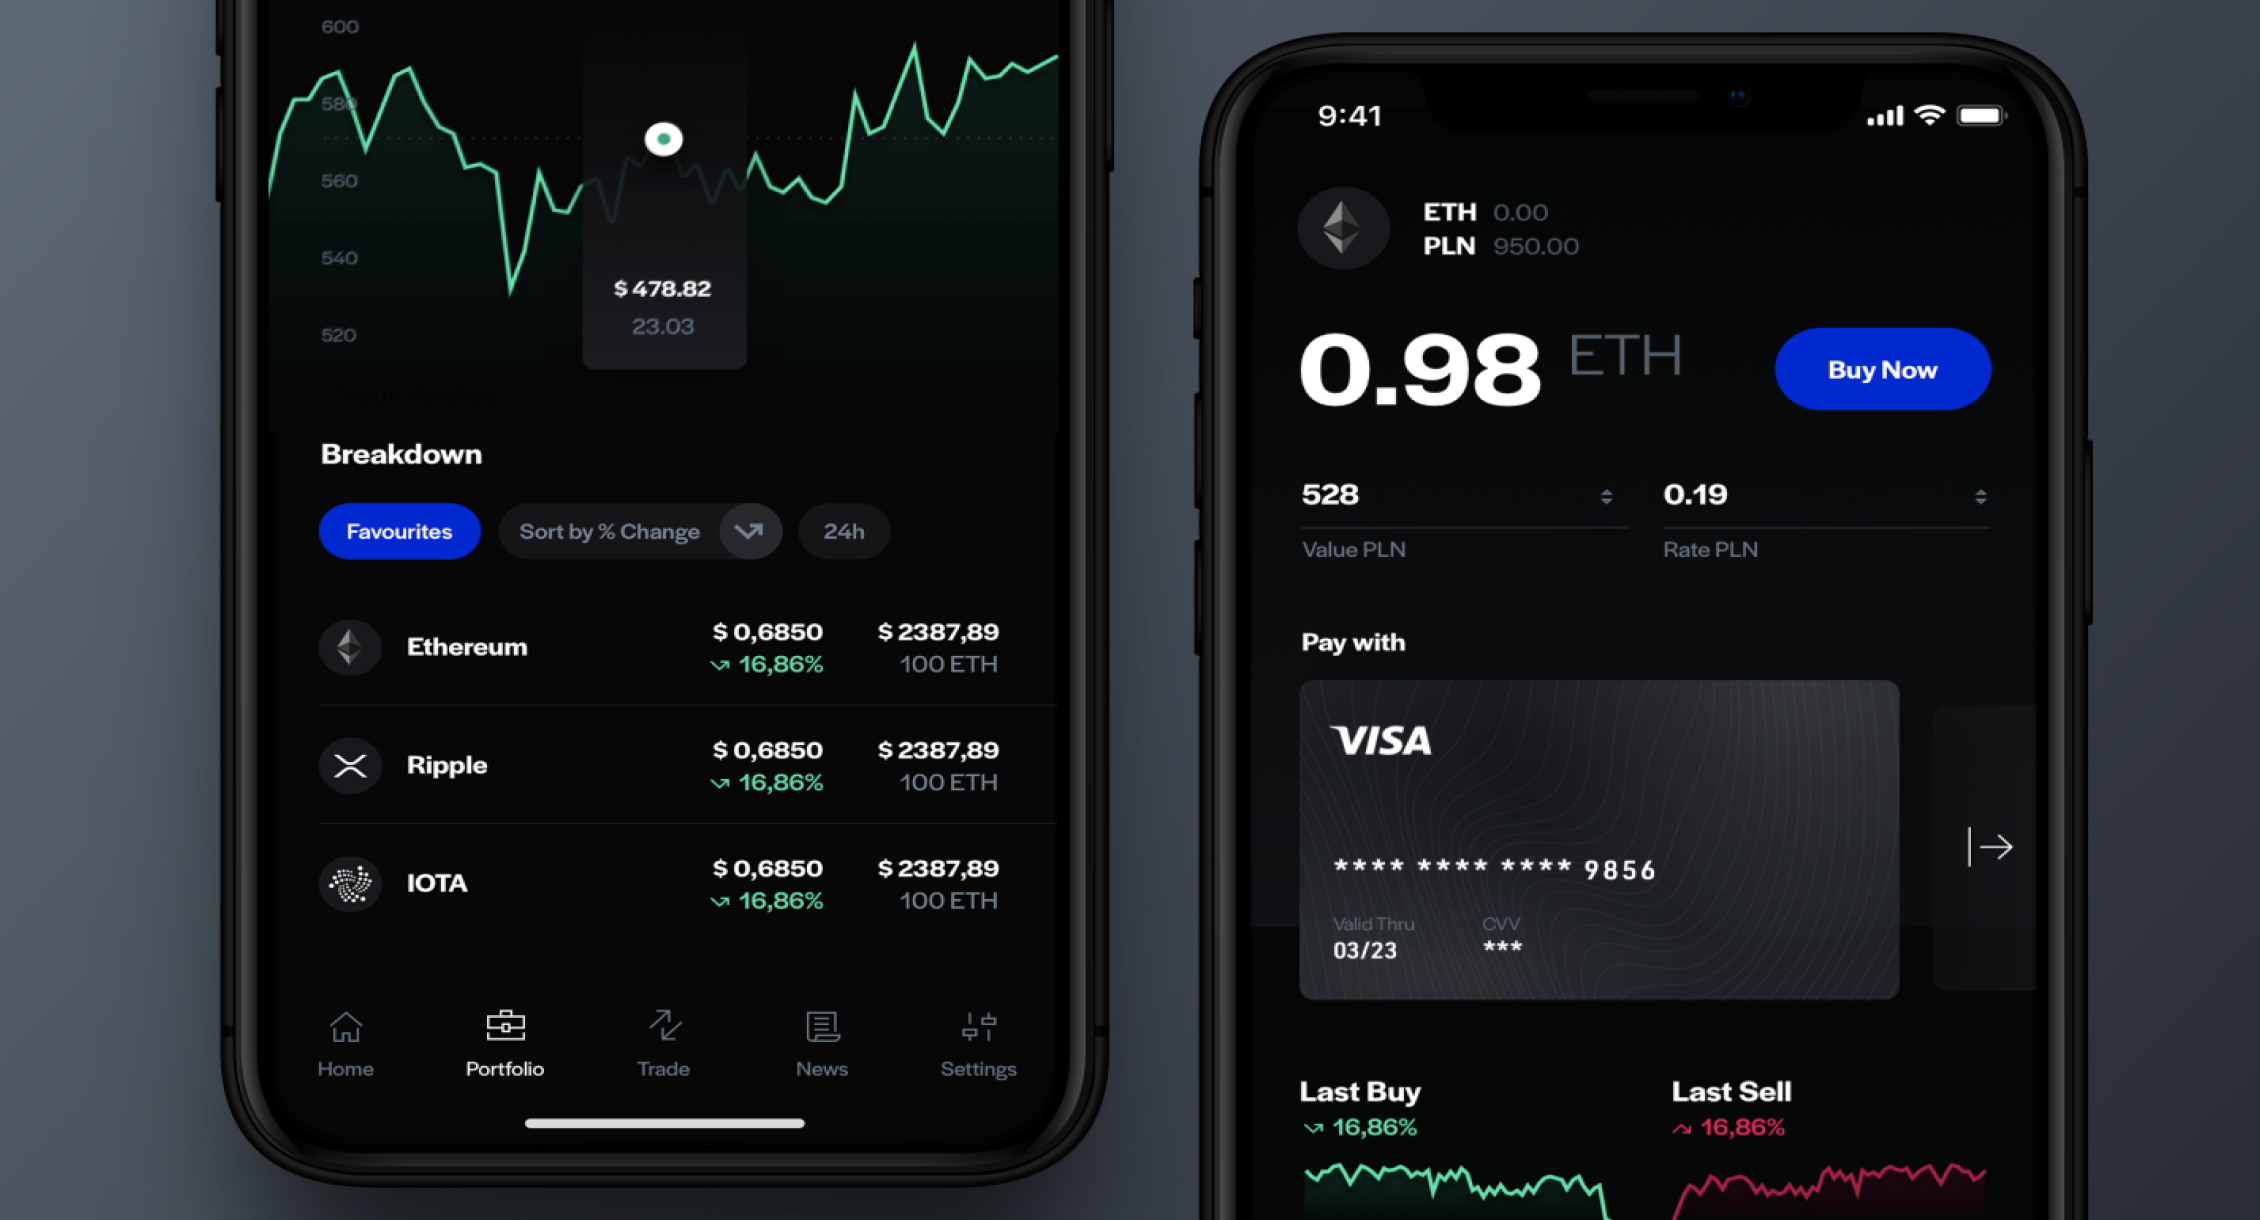 600
580
560
540
520
$ 478.82
23.03
Your Wallet
Breakdown
Favourites
Sort by % Change
24h
Ethereum
$ 0,6850
$ 2387,89
16,86%
100 ETH
Ripple
$ 0,6850
$ 2387,89
16,86%
100 ETH
IOTA
$ 0,6850
$ 2387,89
16,86%
100 ETH
Home
Portfolio
Trade
News
Settings
9:41
ETH 0.00
PLN 950.00
0.98 ETH
Buy Now
528
0.19
Value PLN
Rate PLN
Pay with
VISA
**** **** **** 9856
Valid Thru
CVV
03/23
***
Last Buy
Last Sell
16,86%
16,86%